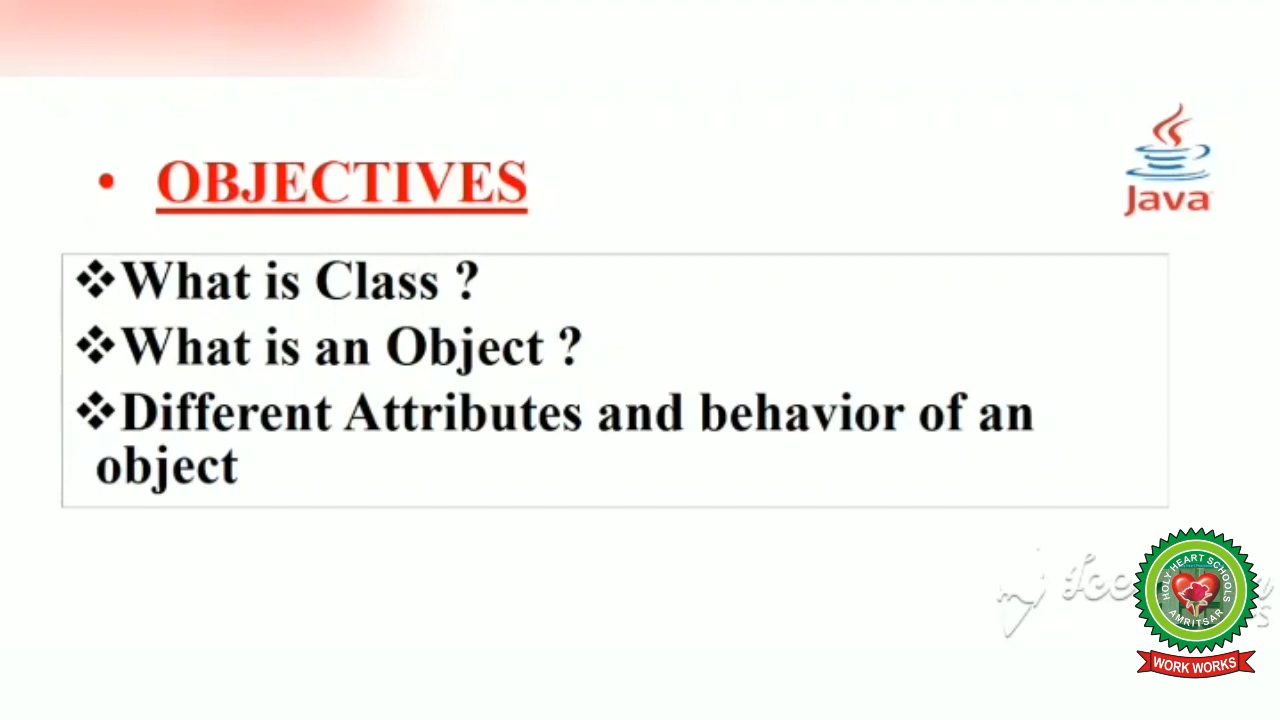 • OBJECTIVES
Java
❖What is Class ?
❖What is an Object ?
❖Different Attributes and behavior of an
object
HOLY HEART SCHOOLS
AMRITSAR
WORK WORKS